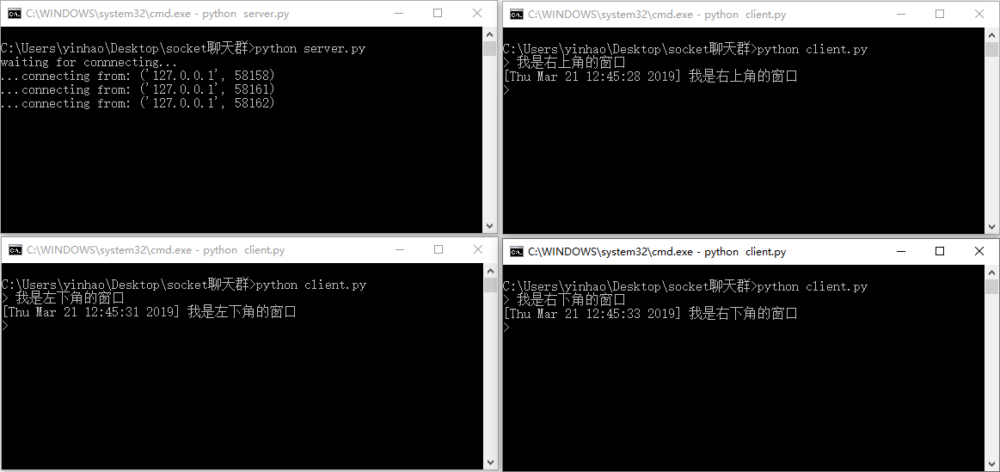 C:\WINDOWS\system32\cmd.exe - python  server.py
C:\Users\yinhao\Desktop\socket聊天群>python server.py
waiting for connnecting...
...connecting from: ('127.0.0.1', 58158)
...connecting from: ('127.0.0.1', 58161)
...connecting from: ('127.0.0.1', 58162)
C:\WINDOWS\system32\cmd.exe - python  client.py
C:\Users\yinhao\Desktop\socket聊天群>python client.py
> 我是右上角的窗口
[Thu Mar 21 12:45:28 2019] 我是右上角的窗口
>
C:\WINDOWS\system32\cmd.exe - python  client.py
C:\Users\yinhao\Desktop\socket聊天群>python client.py
> 我是左下角的窗口
[Thu Mar 21 12:45:31 2019] 我是左下角的窗口
>
C:\WINDOWS\system32\cmd.exe - python  client.py
C:\Users\yinhao\Desktop\socket聊天群>python client.py
> 我是右下角的窗口
[Thu Mar 21 12:45:33 2019] 我是右下角的窗口
>